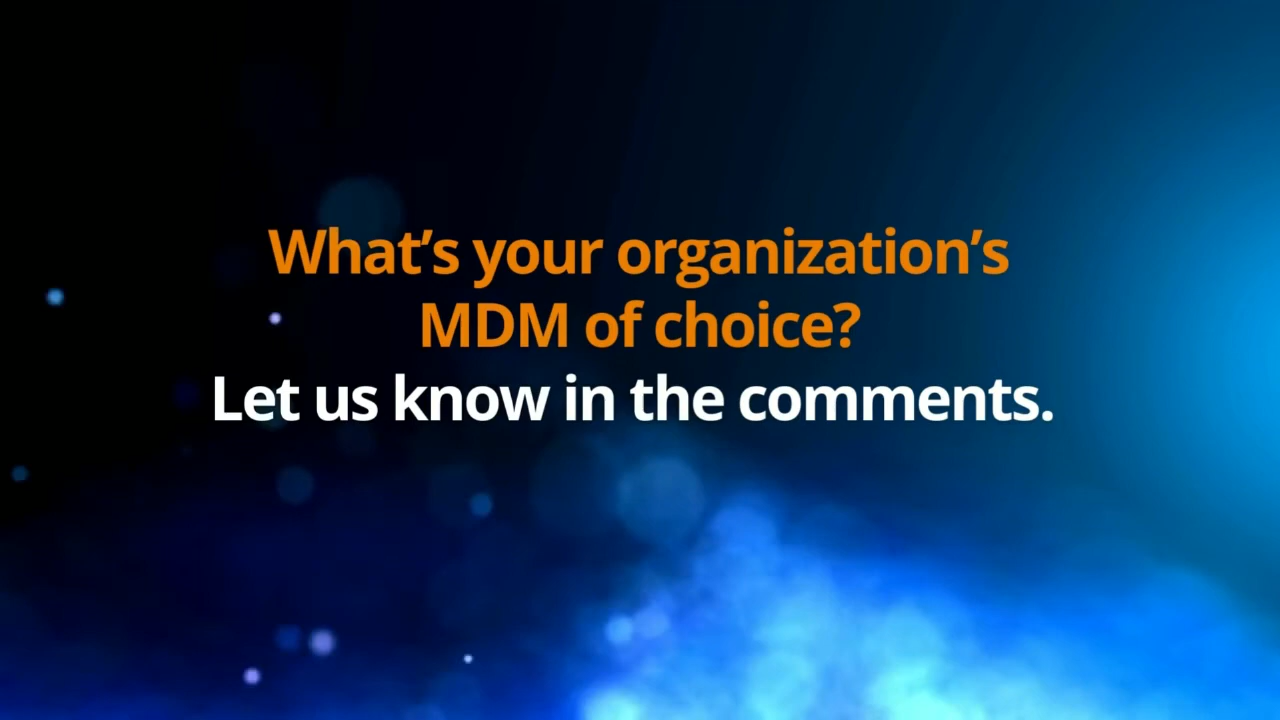 What’s your organization’s
MDM of choice?
Let us know in the comments.